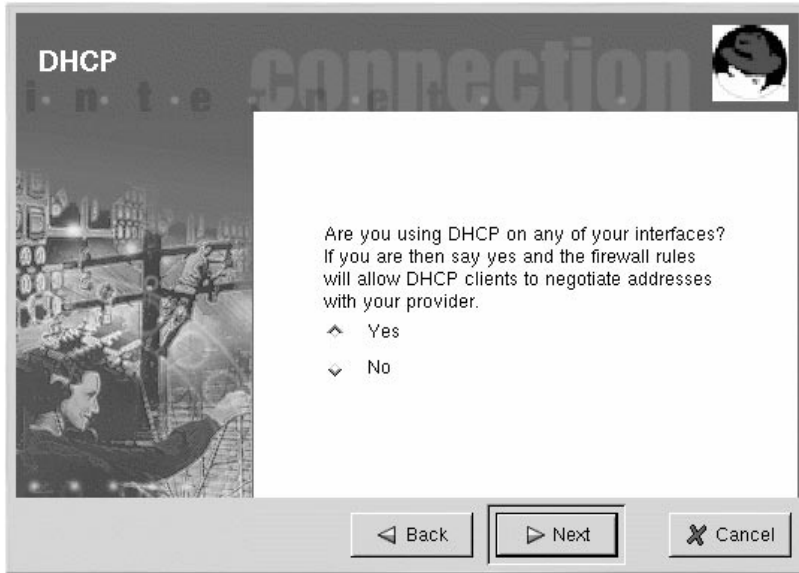 DHCP
connection
i n t e r n e t
Are you using DHCP on any of your interfaces?
If you are then say yes and the firewall rules
will allow DHCP clients to negotiate addresses
with your provider.
Yes
No
Back
Next
Cancel